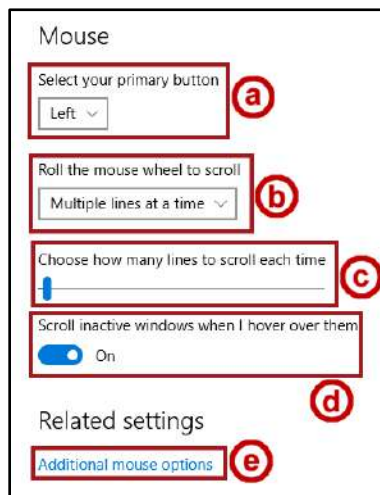 Mouse
Select your primary button
a
Left
Roll the mouse wheel to scroll
b
Multiple lines at a time
Choose how many lines to scroll each time
c
Scroll inactive windows when I hover over them
On
d
Related settings
Additional mouse options
e